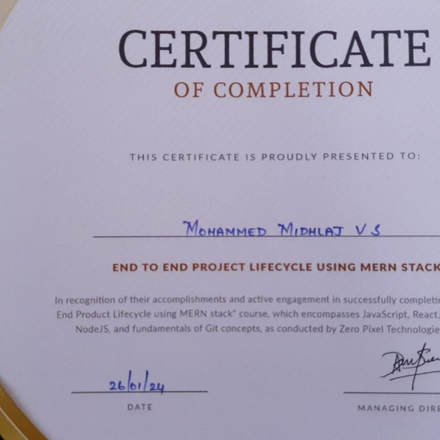 CERTIFICATE
OF COMPLETION
THIS CERTIFICATE IS PROUDLY PRESENTED TO:
MOHAMMED MIDHLAJ V S
END TO END PROJECT LIFECYCLE USING MERN STACK
In recognition of their accomplishments and active engagement in successfully completi
End Product Lifecycle using MERN stack" course, which encompasses JavaScript, React,
NodeJS, and fundamentals of Git concepts, as conducted by Zero Pixel Technologie
26/01/24
DATE
MANAGING DIRE